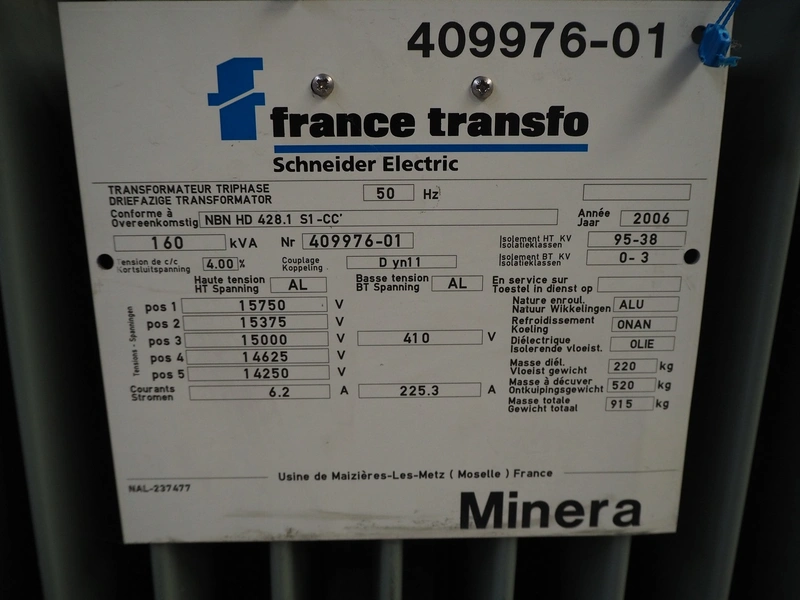 409976-01
france transfo
Schneider Electric
TRANSFORMATEUR TRIPHASE
DRIEFAZIGE TRANSFORMATOR
50 Hz
Conforme à
Overeenkomstig NBN HD 428.1 S1-CC'
Année
Jaar 2006
160 kVA Nr 409976-01
Isolement HT KV
Isolatieklassen 95-38
Tension de c/c
Kortsluitspanning 4.00 %
Couplage
Koppeling D yn11
Isolement BT KV
Isolatieklassen 0-3
Haute tension
HT Spanning AL
Basse tension
BT Spanning AL
En service sur
Toestel in dienst op
Tensions - Spanningen
pos 1 15750 V
pos 2 15375 V
pos 3 15000 V 410 V
pos 4 14625 V
pos 5 14250 V
Courants
Stromen 6.2 A 225.3 A
Nature enroul.
Natuur Wikkelingen ALU
Refroidissement
Koeling ONAN
Diélectrique
Isolerende vloeist. OLIE
Masse diél.
Vloeist gewicht 220 kg
Masse à décuver
Ontkuipingsgewicht 520 kg
Masse totale
Gewicht totaal 915 kg
Usine de Maizières-Les-Metz ( Moselle ) France
NAL-237477
Minera